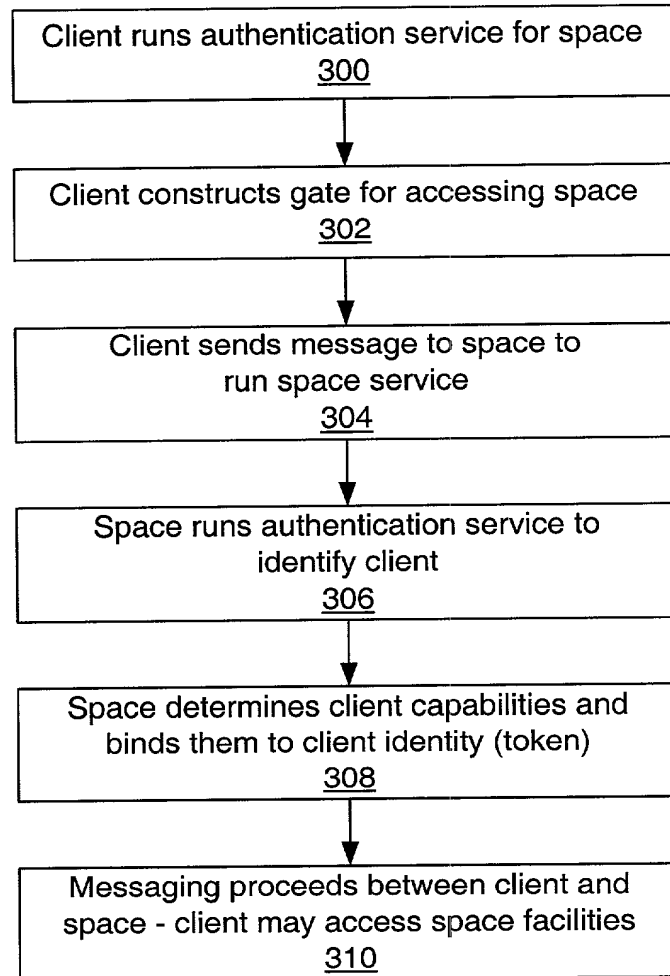 Client runs authentication service for space
300
Client constructs gate for accessing space
302
Client sends message to space to
run space service
304
Space runs authentication service to
identify client
306
Space determines client capabilities and
binds them to client identity (token)
308
Messaging proceeds between client and
space - client may access space facilities
310